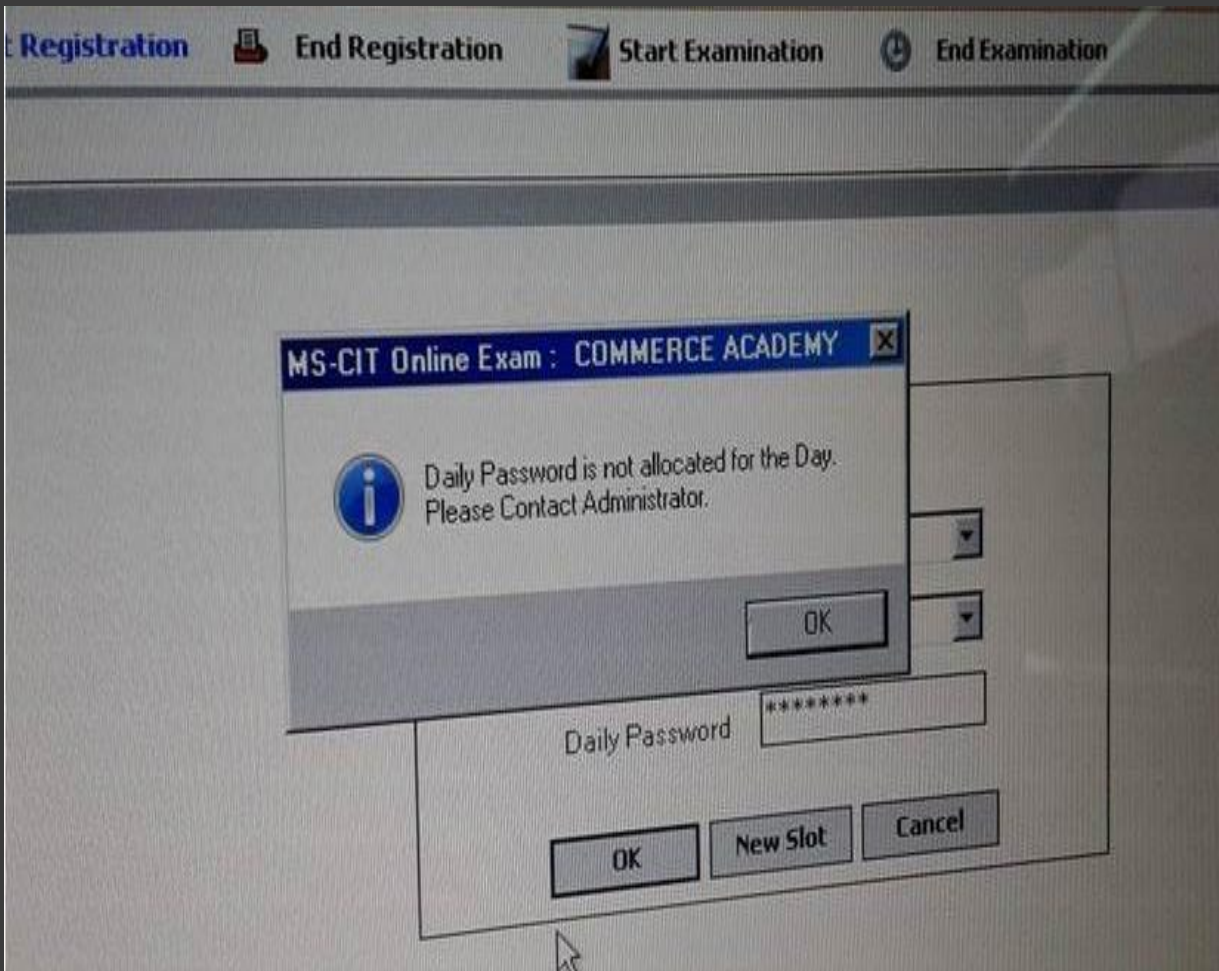 t Registration End Registration Start Examination End Examination
MS-CIT Online Exam : COMMERCE ACADEMY
Daily Password is not allocated for the Day.
Please Contact Administrator.
OK
Daily Password ********
OK New Slot Cancel